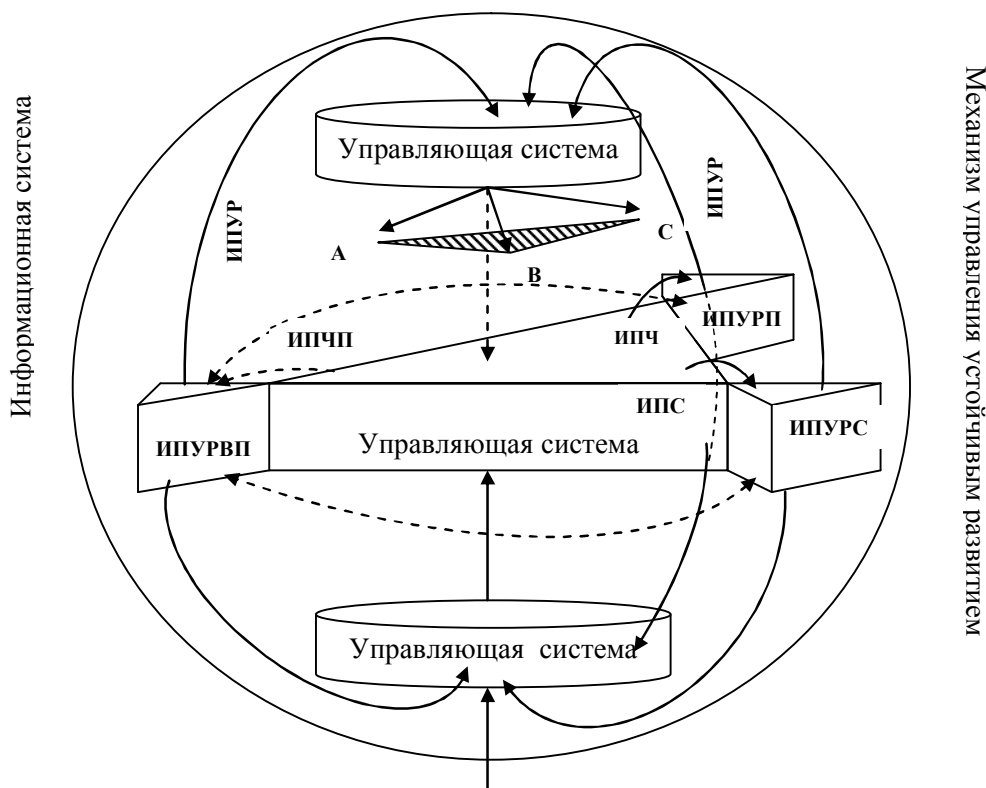 Информационная система
Механизм управления устойчивым развитием
Управляющая система
ИПУР
ИПУР
А
С
В
ИПЧП
ИПЧ
ИПУРП
ИПС
ИПУРВП
Управляющая система
ИПУРС
Управляющая система